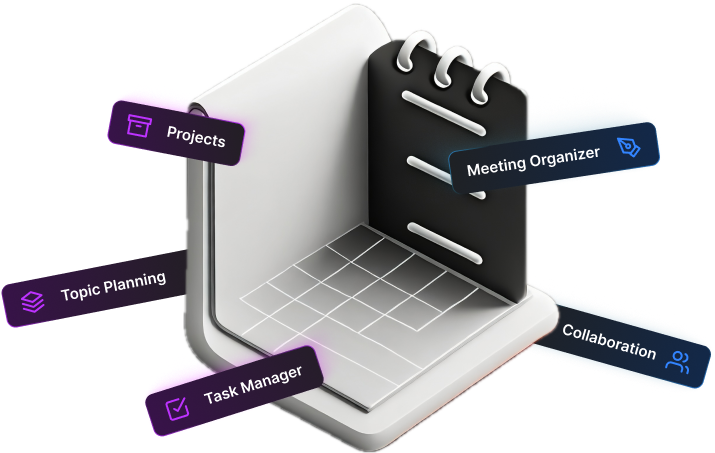 Projects
Meeting Organizer
Topic Planning
Collaboration
Task Manager